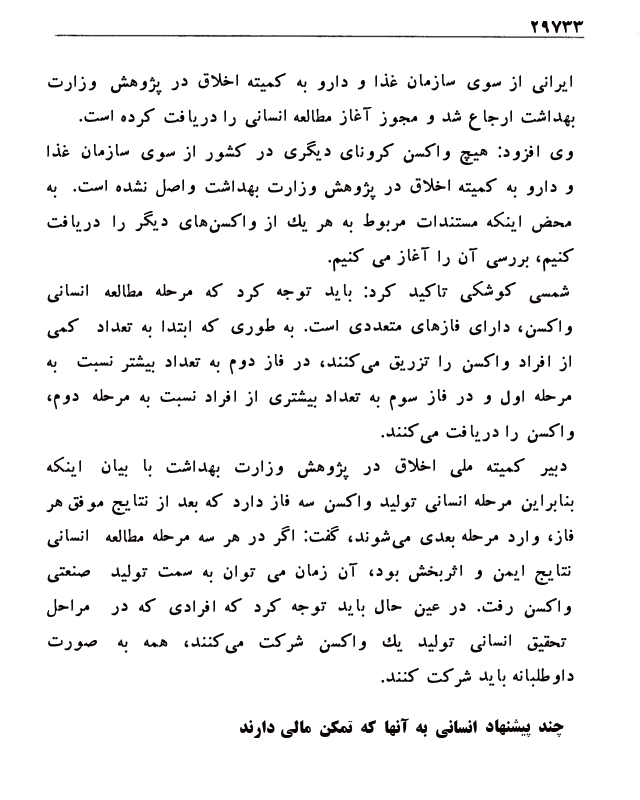 ۲۹۷۳۳
ایرانی از سوی سازمان غذا و دارو به کمیته اخلاق در پژوهش وزارت
بهداشت ارجاع شد و مجوز آغاز مطالعه انسانی را دریافت کرده است.
وی افزود: هیچ واکسن کرونای دیگری در کشور از سوی سازمان غذا
و دارو به کمیته اخلاق در پژوهش وزارت بهداشت واصل نشده است. به
محض اینکه مستندات مربوط به هر یك از واکسن‌های دیگر را دریافت
کنیم، بررسی آن را آغاز می کنیم.
شمسی کوشکی تاکید کرد: باید توجه کرد که مرحله مطالعه انسانی
واکسن، دارای فازهای متعددی است. به طوری که ابتدا به تعداد کمی
از افراد واکسن را تزریق می‌کنند، در فاز دوم به تعداد بیشتر نسبت به
مرحله اول و در فاز سوم به تعداد بیشتری از افراد نسبت به مرحله دوم،
واکسن را دریافت می‌کنند.
دبیر کمیته ملی اخلاق در پژوهش وزارت بهداشت با بیان اینکه
بنابراین مرحله انسانی تولید واکسن سه فاز دارد که بعد از نتایج موفق هر
فاز، وارد مرحله بعدی می‌شوند، گفت: اگر در هر سه مرحله مطالعه انسانی
نتایج ایمن و اثربخش بود، آن زمان می توان به سمت تولید صنعتی
واکسن رفت. در عین حال باید توجه کرد که افرادی که در مراحل
تحقیق انسانی تولید یك واکسن شرکت می‌کنند، همه به صورت
داوطلبانه باید شرکت کنند.
چند پیشنهاد انسانی به آنها که تمکن مالی دارند